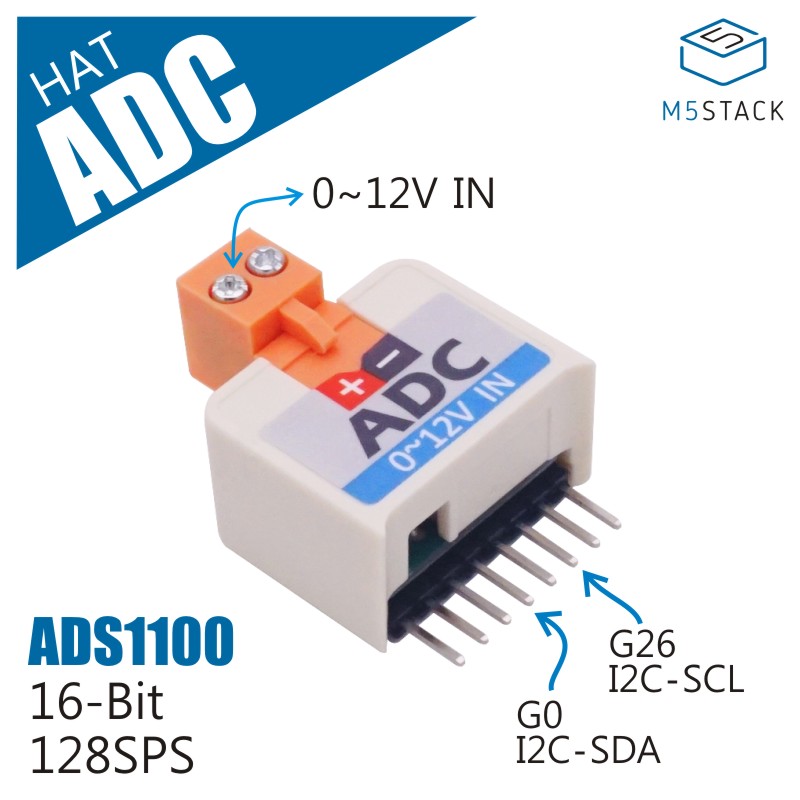 HAT
ADC
5
M5STACK
0~12V IN
+ -
ADC
0~12V IN
ADS1100
16-Bit
128SPS
G26
I2C-SCL
G0
I2C-SDA